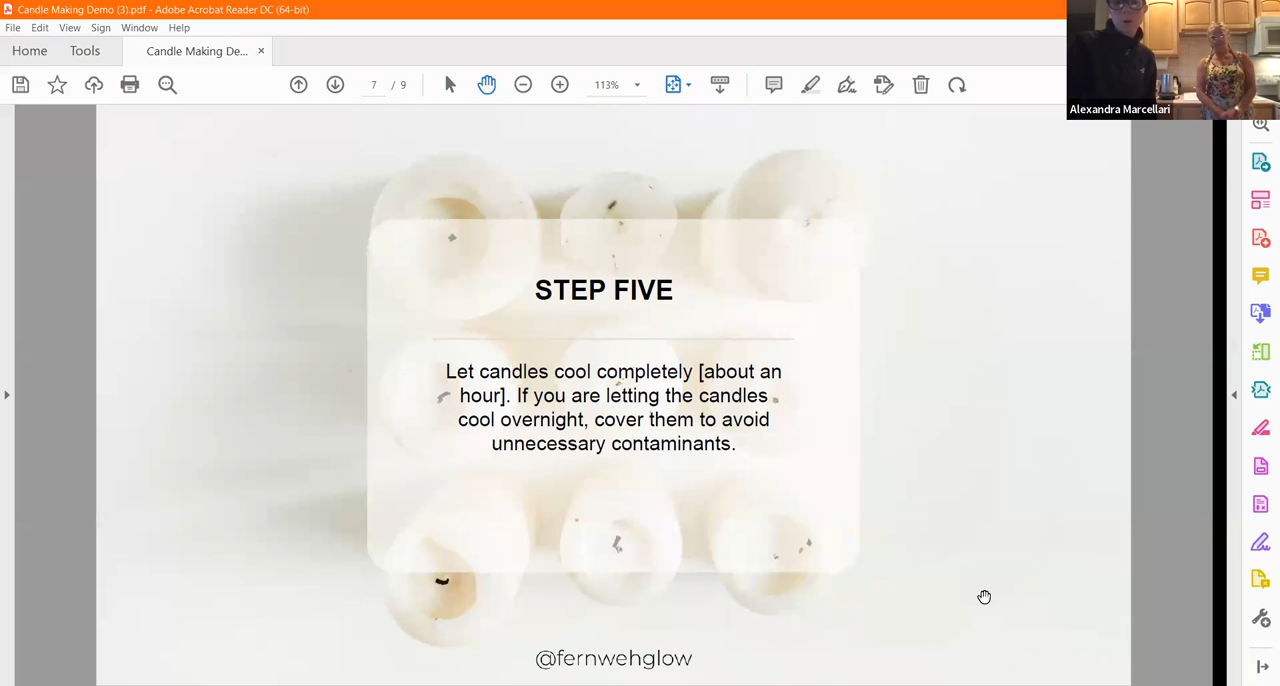 Candle Making Demo (3).pdf - Adobe Acrobat Reader DC (64-bit)
File Edit View Sign Window Help
Home Tools Candle Making De... ×
7 / 9 113%
Alexandra Marcellari
STEP FIVE
Let candles cool completely [about an
hour]. If you are letting the candles
cool overnight, cover them to avoid
unnecessary contaminants.
@fernwehglow